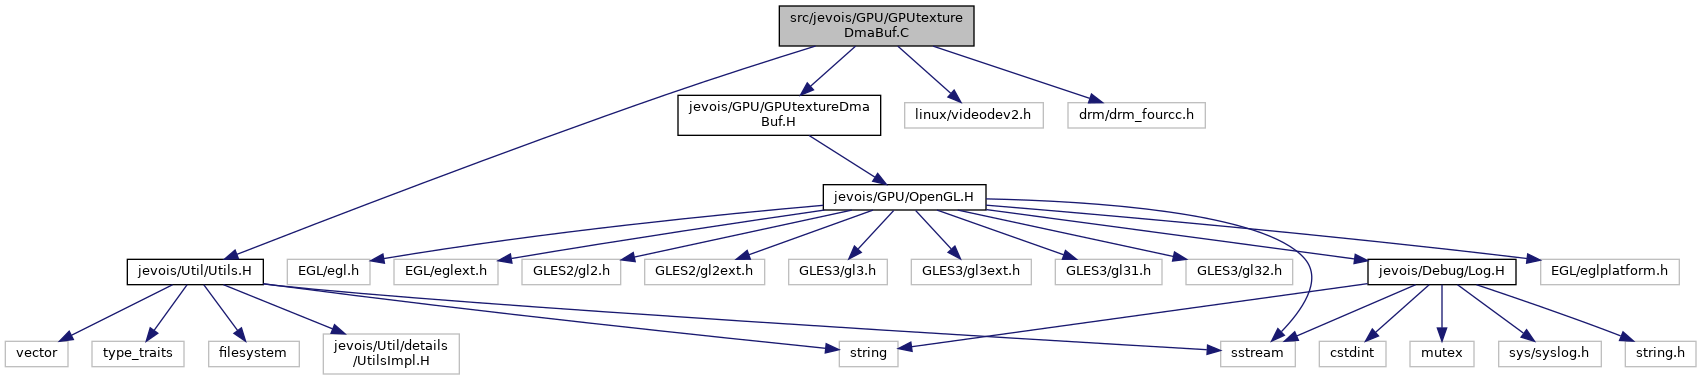 src/jevois/GPU/GPUtexture
DmaBuf.C
jevois/GPU/GPUtextureDma
Buf.H
linux/videodev2.h
drm/drm_fourcc.h
jevois/GPU/OpenGL.H
jevois/Util/Utils.H
EGL/egl.h
EGL/eglext.h
GLES2/gl2.h
GLES2/gl2ext.h
GLES3/gl3.h
GLES3/gl3ext.h
GLES3/gl31.h
GLES3/gl32.h
jevois/Debug/Log.H
EGL/eglplatform.h
vector
type_traits
filesystem
jevois/Util/details
/UtilsImpl.H
string
sstream
cstdint
mutex
sys/syslog.h
string.h